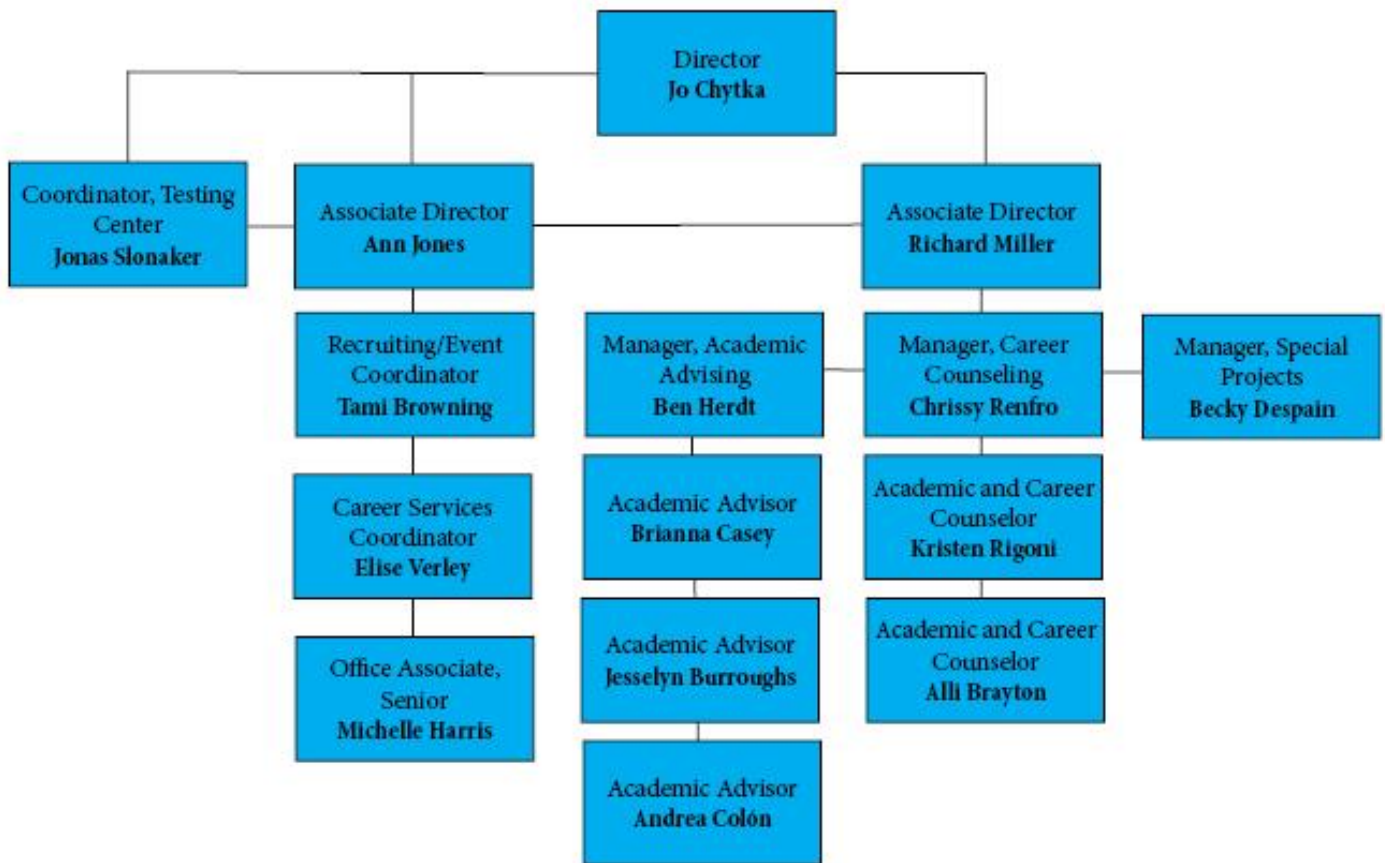 Director
Jo Chytka
Coordinator, Testing
Center
Jonas Slonaker
Associate Director
Ann Jones
Associate Director
Richard Miller
Recruiting/Event
Coordinator
Tami Browning
Manager, Academic
Advising
Ben Herdt
Manager, Career
Counseling
Chrissy Renfro
Manager, Special
Projects
Becky Despain
Career Services
Coordinator
Elise Verley
Academic Advisor
Brianna Casey
Academic and Career
Counselor
Kristen Rigoni
Office Associate,
Senior
Michelle Harris
Academic Advisor
Jesselyn Burroughs
Academic and Career
Counselor
Alli Brayton
Academic Advisor
Andrea Colón